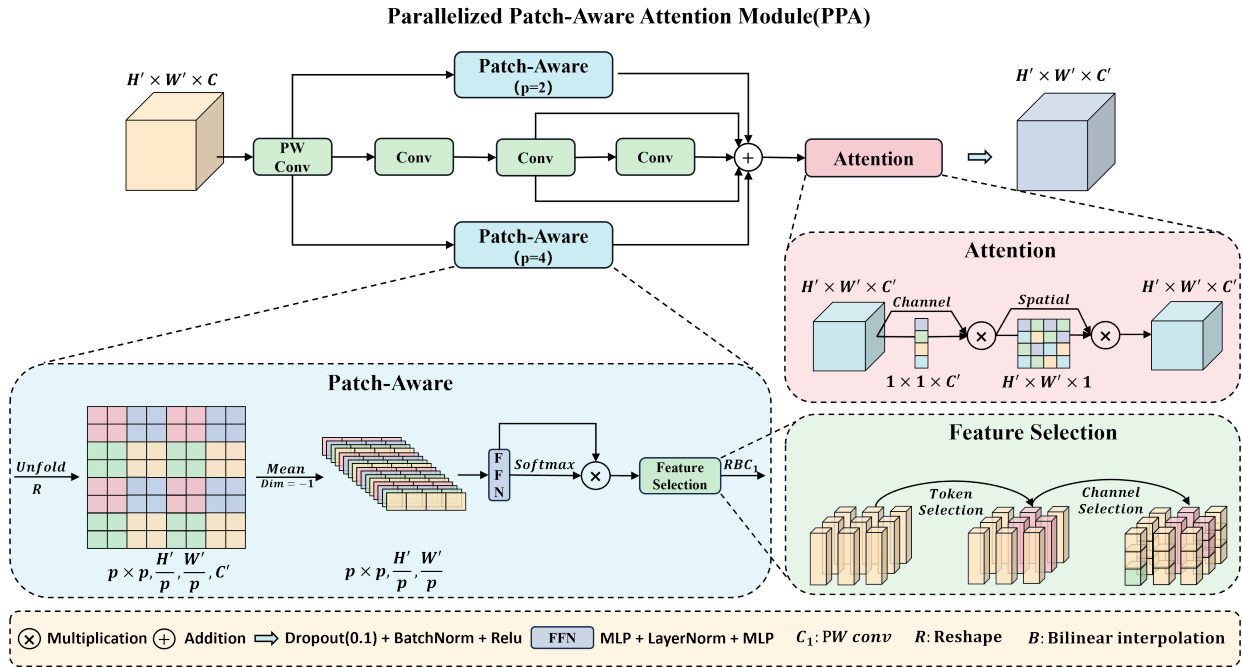 Parallelized Patch-Aware Attention Module(PPA)
H′ × W′ × C
Patch-Aware
(p=2)
H′ × W′ × C′
PW
Conv
Conv
Conv
Conv
+
Attention
Patch-Aware
(p=4)
Attention
H′ × W′ × C′
Channel
×
Spatial
×
H′ × W′ × C′
1 × 1 × C′
H′ × W′ × 1
Patch-Aware
Unfold
R
p × p, H′/p, W′/p, C′
Mean
Dim = −1
p × p, H′/p, W′/p
F
F
N
Softmax
×
Feature
Selection
RBC₁
Feature Selection
Token
Selection
Channel
Selection
× Multiplication + Addition Dropout(0.1) + BatchNorm + Relu FFN MLP + LayerNorm + MLP C₁: PW conv R: Reshape B: Bilinear interpolation